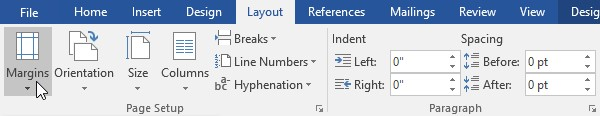 File Home Insert Design Layout References Mailings Review View Desig
Margins Orientation Size Columns
Breaks
Line Numbers
bc Hyphenation
a-
Page Setup
Indent Spacing
Left: 0" Before: 0 pt
Right: 0" After: 0 pt
Paragraph